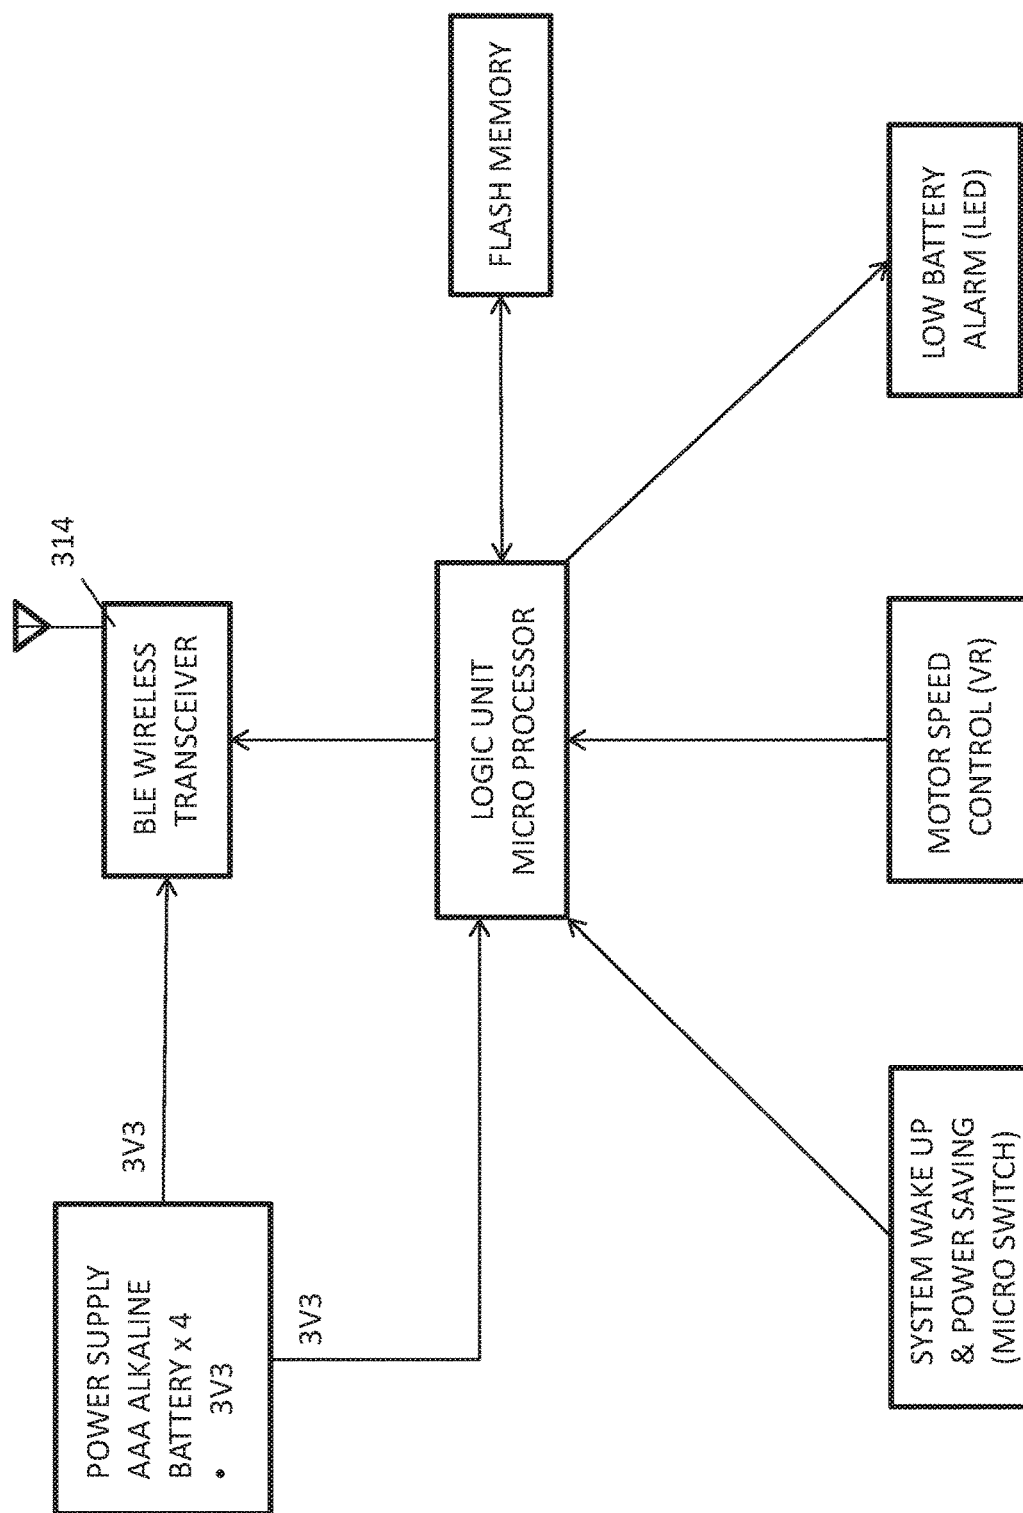 POWER SUPPLY
AAA ALKALINE
BATTERY x 4
• 3V3
3V3
3V3
BLE WIRELESS
TRANSCEIVER
314
LOGIC UNIT
MICRO PROCESSOR
FLASH MEMORY
SYSTEM WAKE UP
& POWER SAVING
(MICRO SWITCH)
MOTOR SPEED
CONTROL (VR)
LOW BATTERY
ALARM (LED)